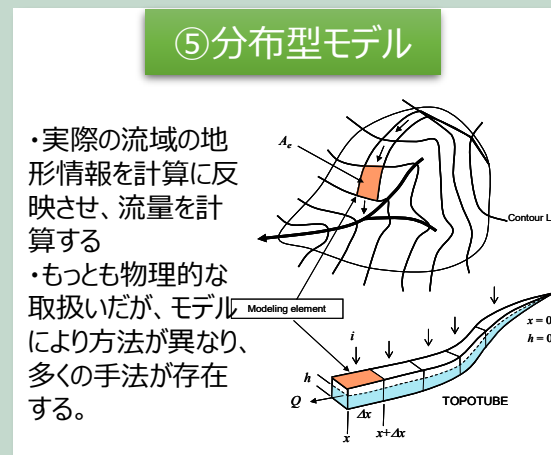 ⑤分布型モデル
・実際の流域の地
形情報を計算に反
映させ、流量を計
算する
・もっとも物理的な
取扱いだが、モデル
により方法が異なり、
多くの手法が存在
する。
Ae
Contour L
Modeling element
i
x = 0
h = 0
h
Q
Δx
TOPOTUBE
x
x+Δx